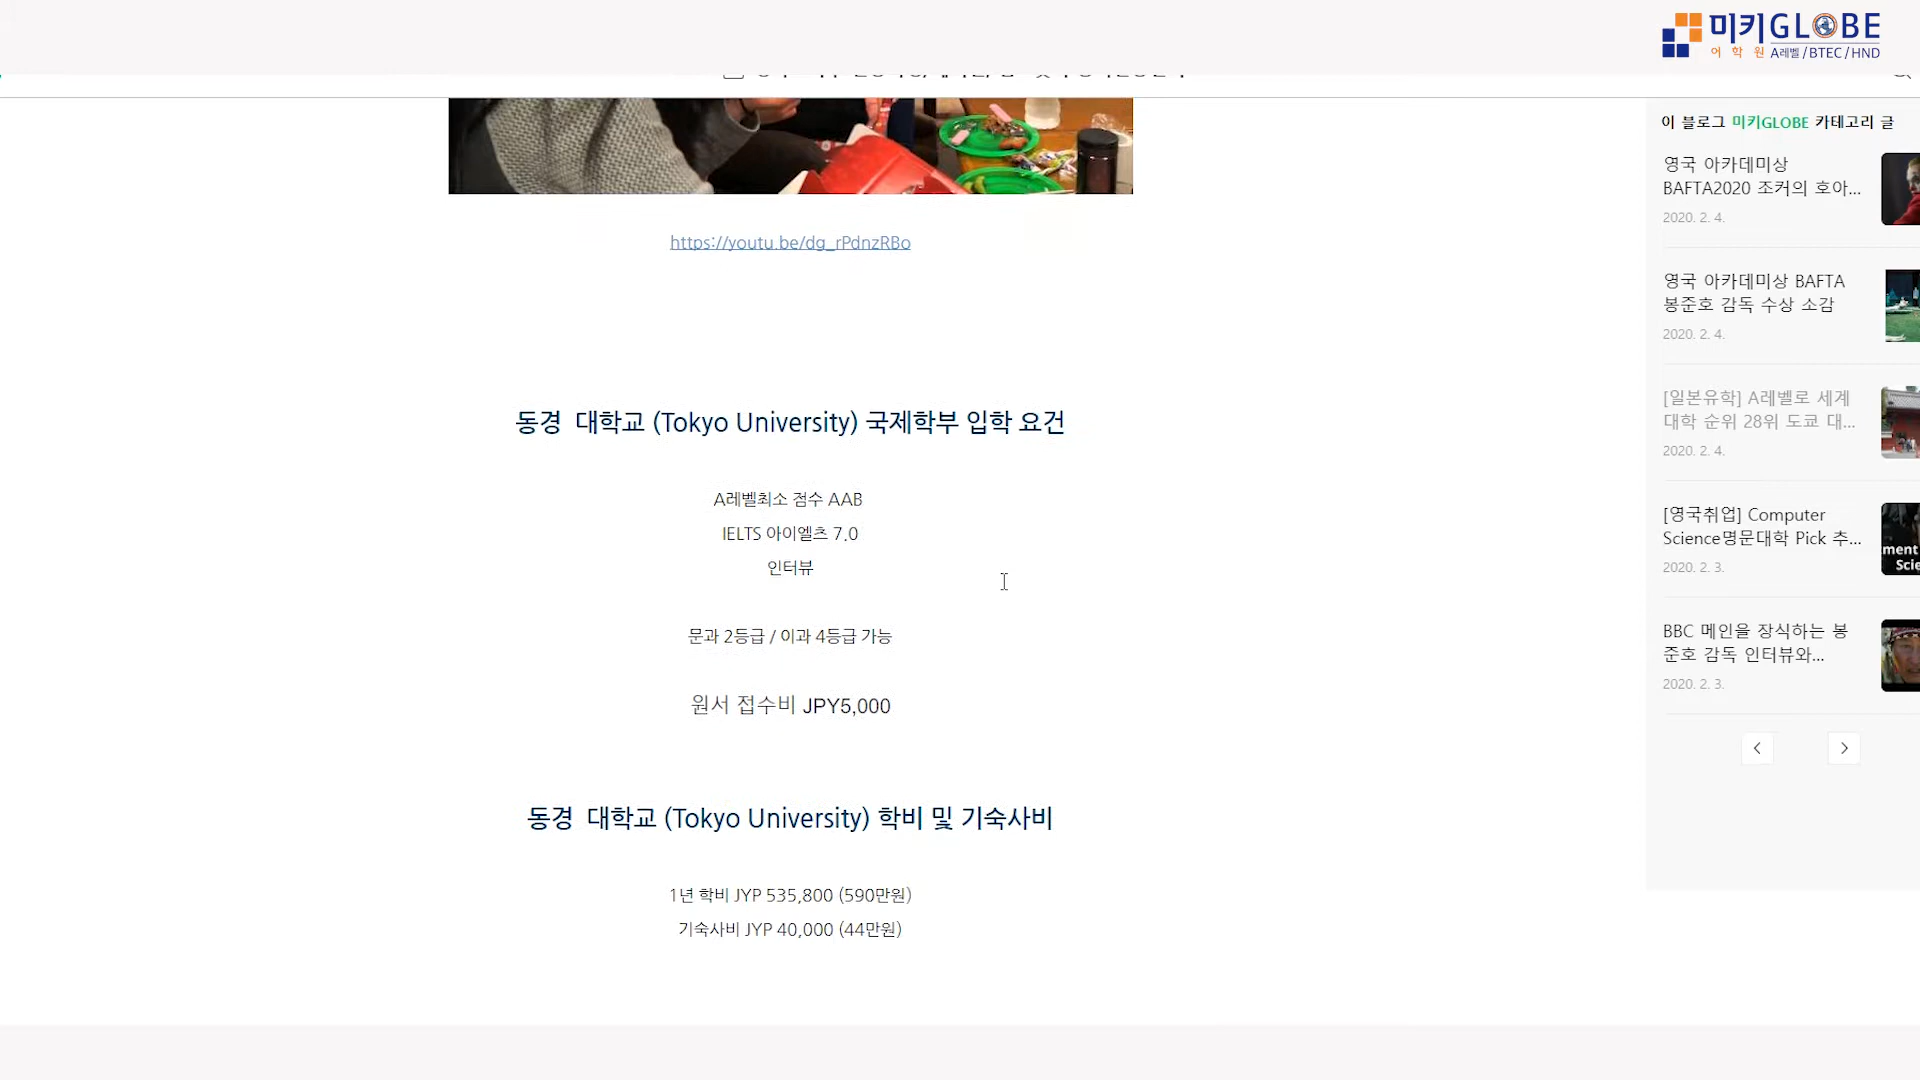 미키GLOBE
어학원 A레벨/BTEC/HND
https://youtu.be/dg_rPdnzRBo
동경 대학교 (Tokyo University) 국제학부 입학 요건
A레벨최소 점수 AAB
IELTS 아이엘츠 7.0
인터뷰
문과 2등급 / 이과 4등급 가능
원서 접수비 JPY5,000
동경 대학교 (Tokyo University) 학비 및 기숙사비
1년 학비 JYP 535,800 (590만원)
기숙사비 JYP 40,000 (44만원)
이 블로그 미키GLOBE 카테고리 글
영국 아카데미상
BAFTA2020 조커의 호아...
2020. 2. 4.
영국 아카데미상 BAFTA
봉준호 감독 수상 소감
2020. 2. 4.
[일본유학] A레벨로 세계
대학 순위 28위 도쿄 대...
2020. 2. 4.
[영국취업] Computer
Science명문대학 Pick 추...
2020. 2. 3.
ment
Scie
BBC 메인을 장식하는 봉
준호 감독 인터뷰와...
2020. 2. 3.